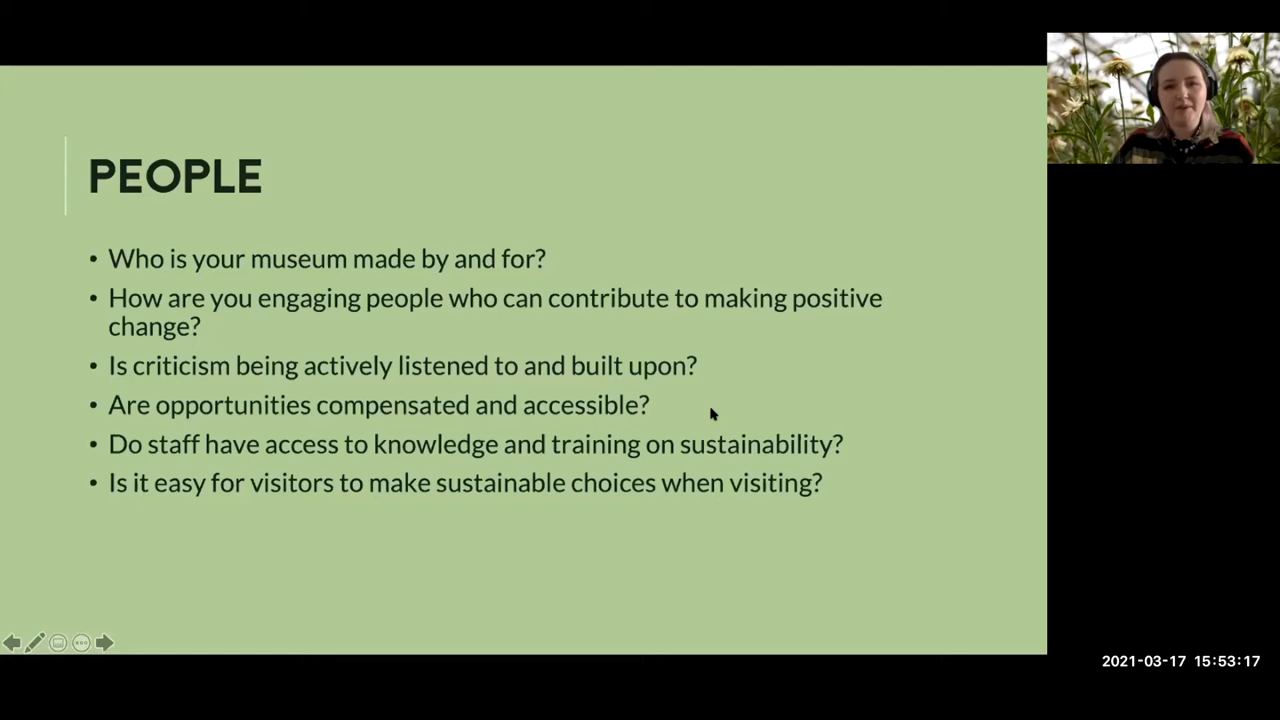 PEOPLE
• Who is your museum made by and for?
• How are you engaging people who can contribute to making positive
change?
• Is criticism being actively listened to and built upon?
• Are opportunities compensated and accessible?
• Do staff have access to knowledge and training on sustainability?
• Is it easy for visitors to make sustainable choices when visiting?
2021-03-17 15:53:17